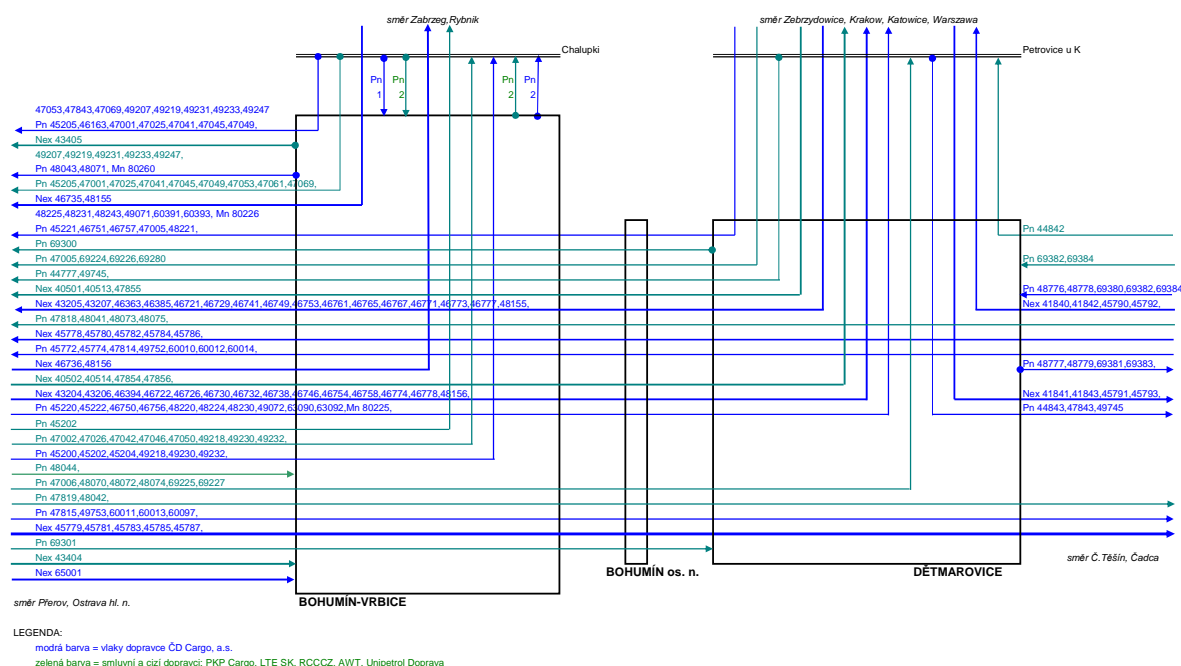 směr Zabrzeg,Rybnik
směr Zebrzydowice, Krakow, Katowice, Warszawa
Chalupki
Petrovice u K
Pn
1
Pn
2
Pn
2
Pn
2
47053,47843,47069,49207,49219,49231,49233,49247
Pn 45205,46163,47001,47025,47041,47045,47049,
Nex 43405
49207,49219,49231,49233,49247,
Pn 48043,48071, Mn 80260
Pn 45205,47001,47025,47041,47045,47049,47053,47061,47069,
Nex 46735,48155
48225,48231,48243,49071,60391,60393, Mn 80226
Pn 45221,46751,46757,47005,48221,
Pn 44842
Pn 69300
Pn 47005,69224,69226,69280
Pn 69382,69384
Pn 44777,49745,
Nex 40501,40513,47855
Pn 48776,48778,69380,69382,69384
Nex 43205,43207,46363,46385,46721,46729,46741,46749,46753,46761,46765,46767,46771,46773,46777,48155,
Nex 41840,41842,45790,45792,
Pn 47818,48041,48073,48075,
Nex 45778,45780,45782,45784,45786,
Pn 45772,45774,47814,49752,60010,60012,60014,
Nex 46736,48156
Pn 48777,48779,69381,69383,
Nex 40502,40514,47854,47856,
Nex 43204,43206,46394,46722,46726,46730,46732,46738,46746,46754,46758,46774,46778,48156,
Nex 41841,41843,45791,45793,
Pn 45220,45222,46750,46756,48220,48224,48230,49072,63090,63092,Mn 80225,
Pn 44843,47843,49745
Pn 45202
Pn 47002,47026,47042,47046,47050,49218,49230,49232,
Pn 45200,45202,45204,49218,49230,49232,
Pn 48044,
Pn 47006,48070,48072,48074,69225,69227
Pn 47819,48042,
Pn 47815,49753,60011,60013,60097,
Nex 45779,45781,45783,45785,45787,
Pn 69301
Nex 43404
směr Č.Těšín, Čadca
BOHUMÍN os. n.
DĚTMAROVICE
Nex 65001
směr Přerov, Ostrava hl. n.
BOHUMÍN-VRBICE
LEGENDA:
modrá barva = vlaky dopravce ČD Cargo, a.s.
zelená barva = smluvní a cizí dopravci: PKP Cargo, LTE SK, RCCCZ, AWT, Unipetrol Doprava